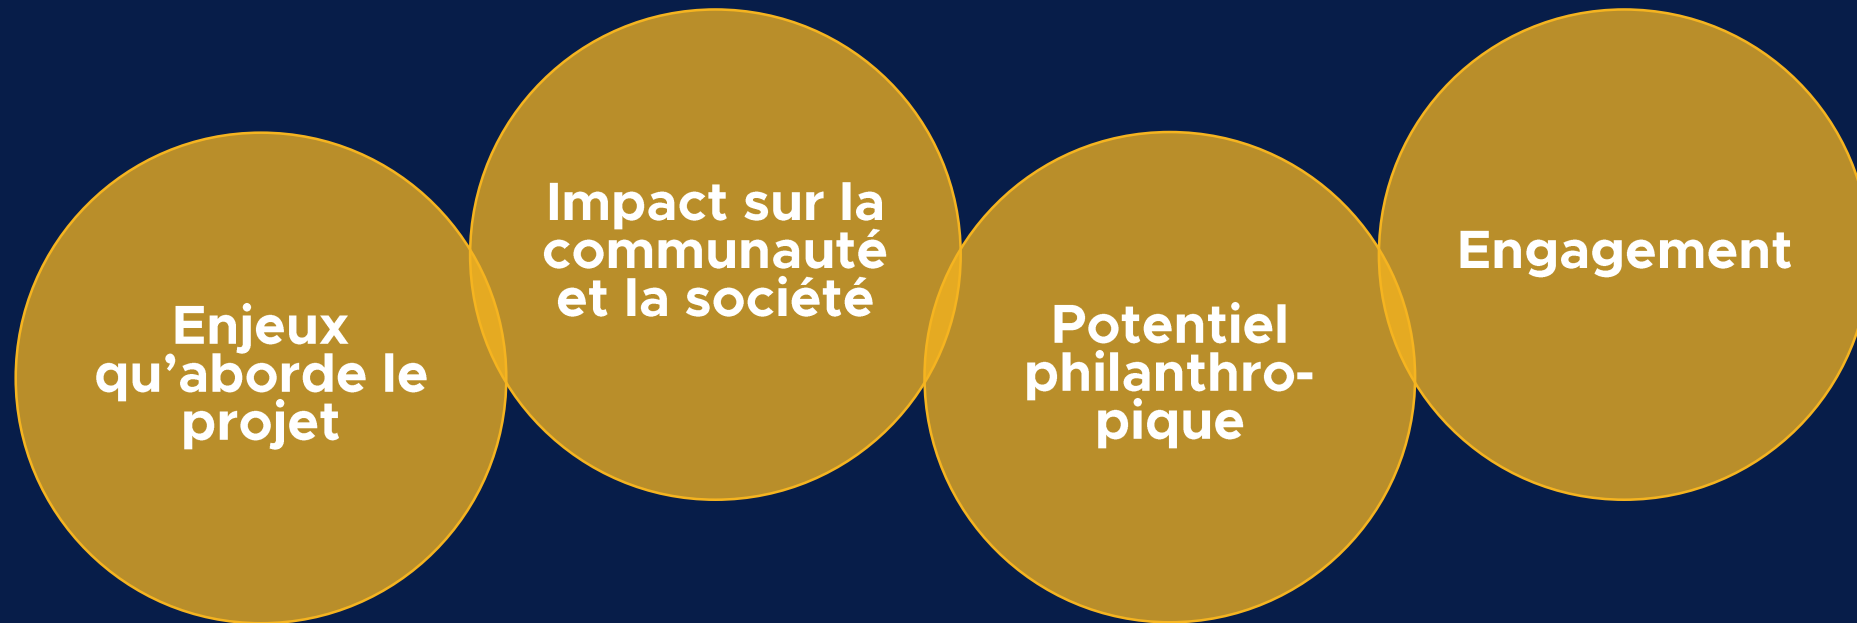 Enjeux
qu’aborde le
projet
Impact sur la
communauté
et la société
Potentiel
philanthro-
pique
Engagement